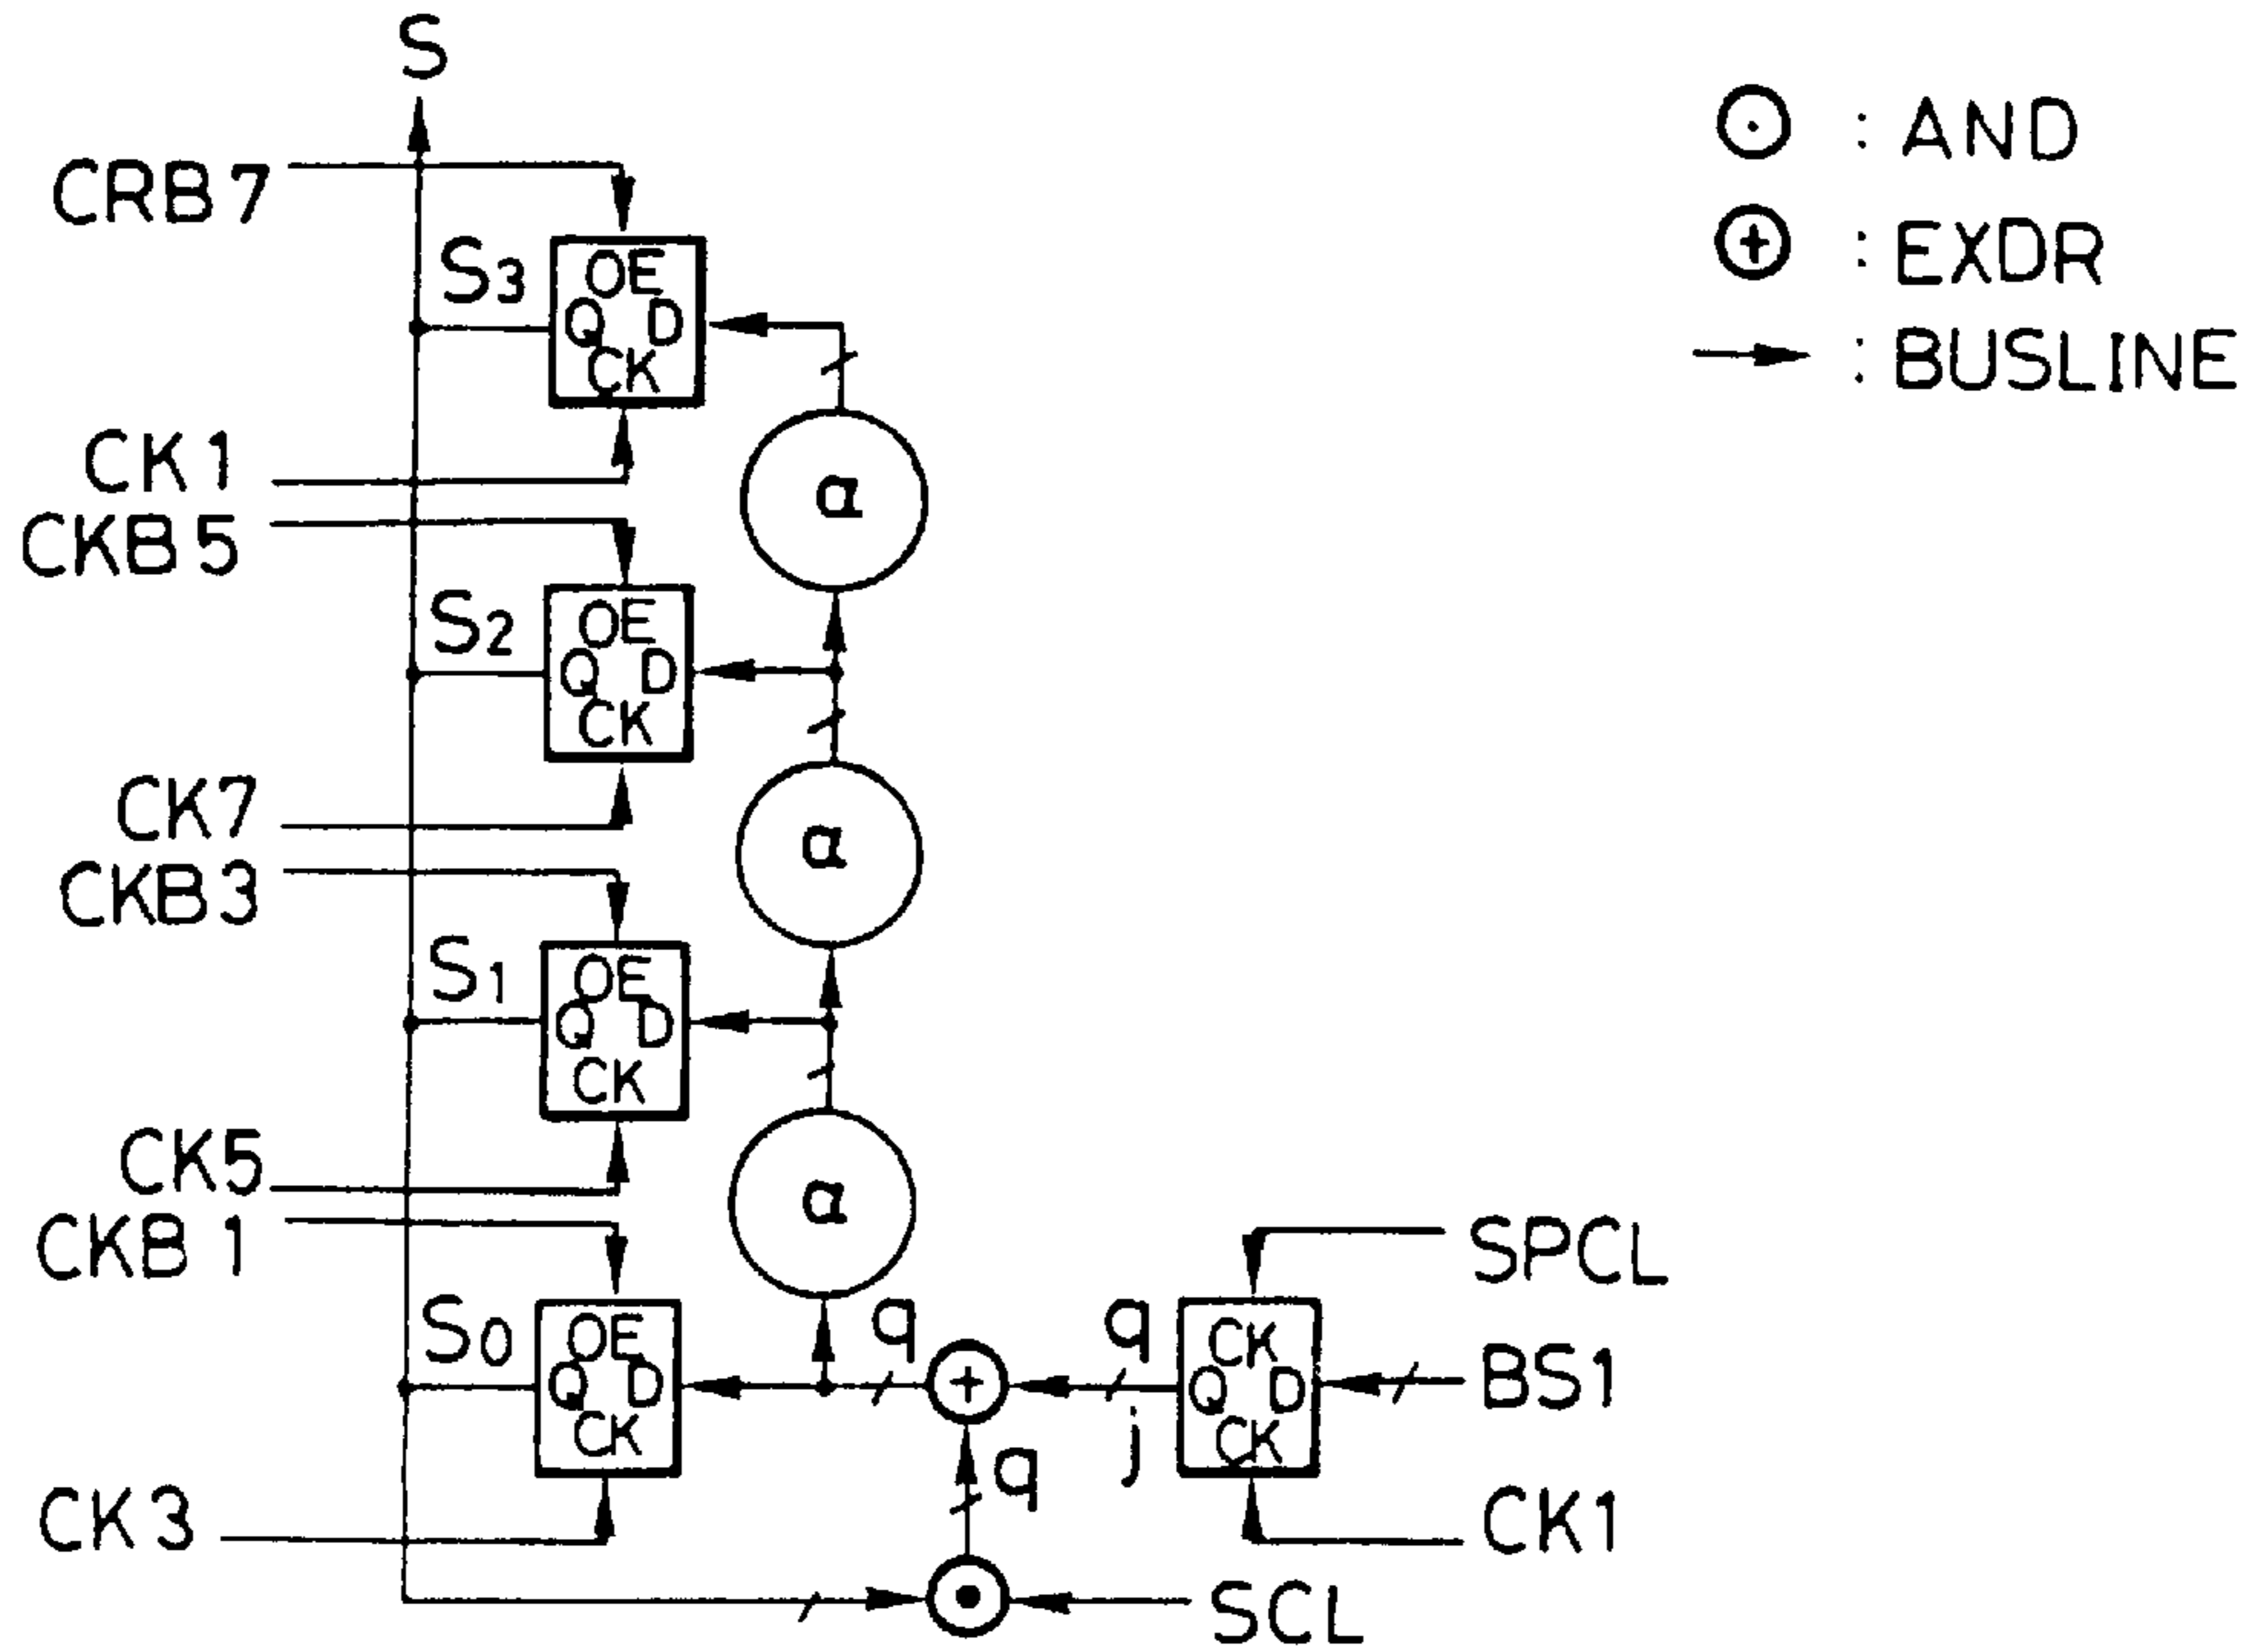 S
CRB7
S3
OE
Q D
CK
CK1
CKB5
α
S2
OE
Q D
CK
CK7
CKB3
α
S1
OE
Q D
CK
CK5
CKB1
α
S0
OE
Q D
CK
CK3
q
+
q
j
q
CK
Q D
CK
SPCL
BS1
CK1
SCL
: AND
+ : EXDR
: BUSLINE